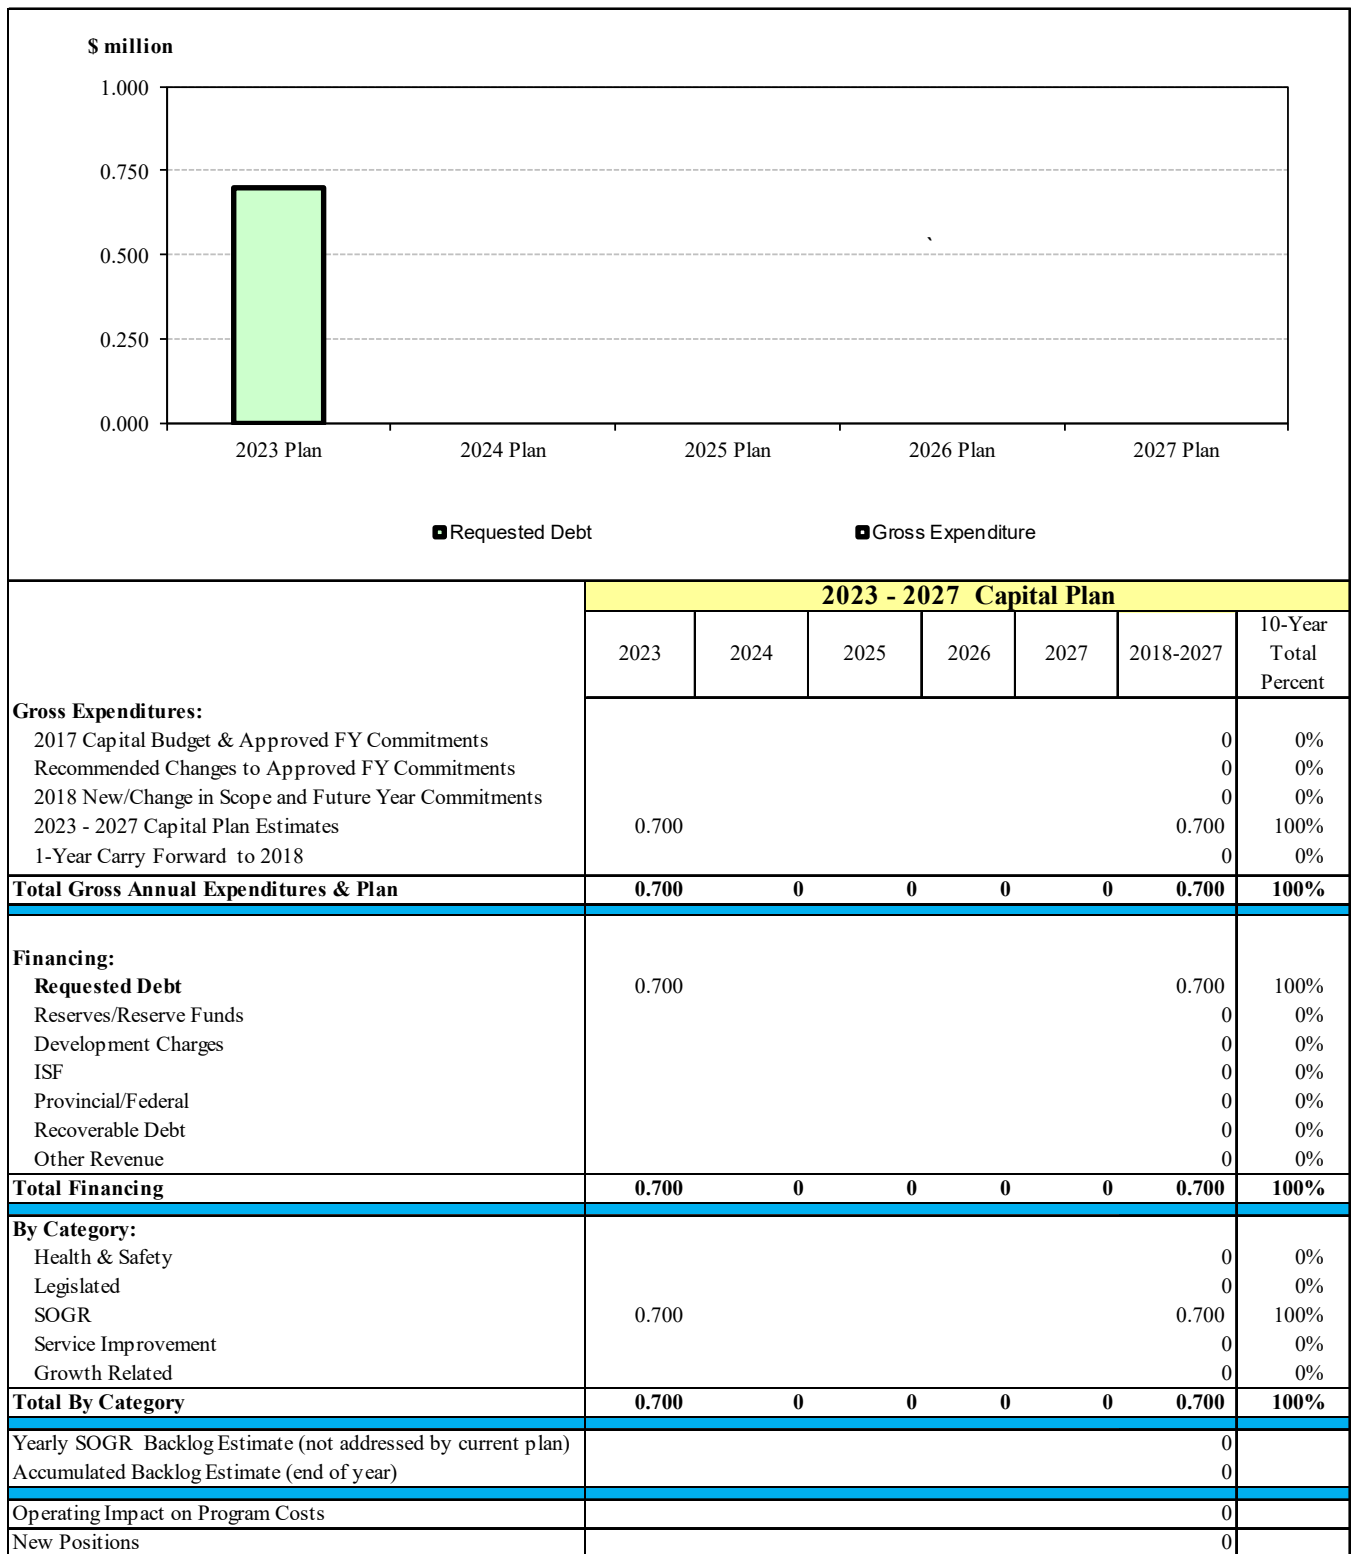 $ million
1.000
0.750
0.500
0.250
0.000
`
2023 Plan 2024 Plan 2025 Plan 2026 Plan 2027 Plan
Requested Debt Gross Expenditure
2023 - 2027 Capital Plan
2023 2024 2025 2026 2027 2018-2027 10-Year
Total
Percent
Gross Expenditures:
2017 Capital Budget & Approved FY Commitments 0 0%
Recommended Changes to Approved FY Commitments 0 0%
2018 New/Change in Scope and Future Year Commitments 0 0%
2023 - 2027 Capital Plan Estimates 0.700 0.700 100%
1-Year Carry Forward to 2018 0 0%
Total Gross Annual Expenditures & Plan 0.700 0 0 0 0 0.700 100%
Financing:
Requested Debt 0.700 0.700 100%
Reserves/Reserve Funds 0 0%
Development Charges 0 0%
ISF 0 0%
Provincial/Federal 0 0%
Recoverable Debt 0 0%
Other Revenue 0 0%
Total Financing 0.700 0 0 0 0 0.700 100%
By Category:
Health & Safety 0 0%
Legislated 0 0%
SOGR 0.700 0.700 100%
Service Improvement 0 0%
Growth Related 0 0%
Total By Category 0.700 0 0 0 0 0.700 100%
Yearly SOGR Backlog Estimate (not addressed by current plan) 0
Accumulated Backlog Estimate (end of year) 0
Operating Impact on Program Costs 0
New Positions 0